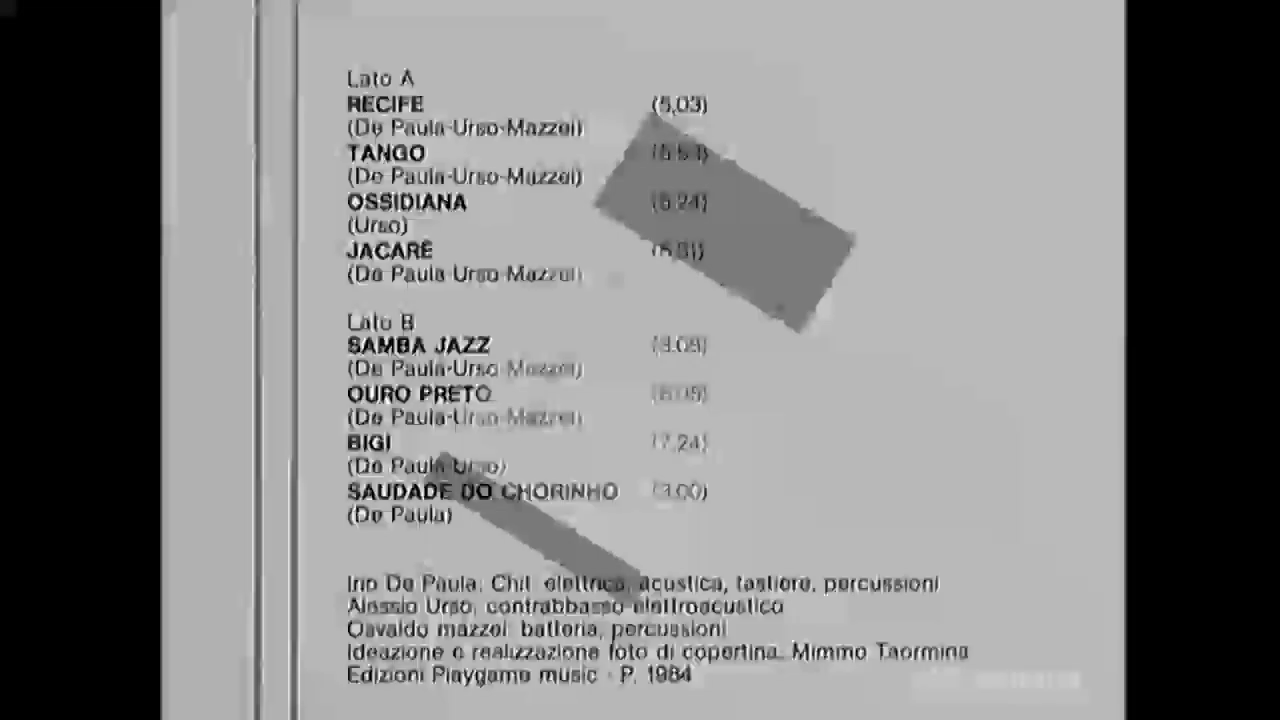 Lato A
RECIFE (5,03)
(De Paula-Urso-Mazzei)
TANGO
(De Paula-Urso-Mazzei)
OSSIDIANA (5,24)
(Urso)
JACARÈ
(De Paula-Urso-Mazzei)
Lato B
SAMBA JAZZ
(De Paula-Urso-Mazzei)
OURO PRETO
(De Paula-Urso-Mazzei)
BIGI (7,24)
(De Paula-Urso)
SAUDADE DO CHORINHO (3,00)
(De Paula)
Irio De Paula, Chit. elettrica, acustica, tastiere, percussioni
Alessio Urso, contrabbasso elettroacustico
Osvaldo mazzei: batteria, percussioni
Ideazione e realizzazione foto di copertina. Mimmo Taormina
Edizioni Playgame music - P. 1984